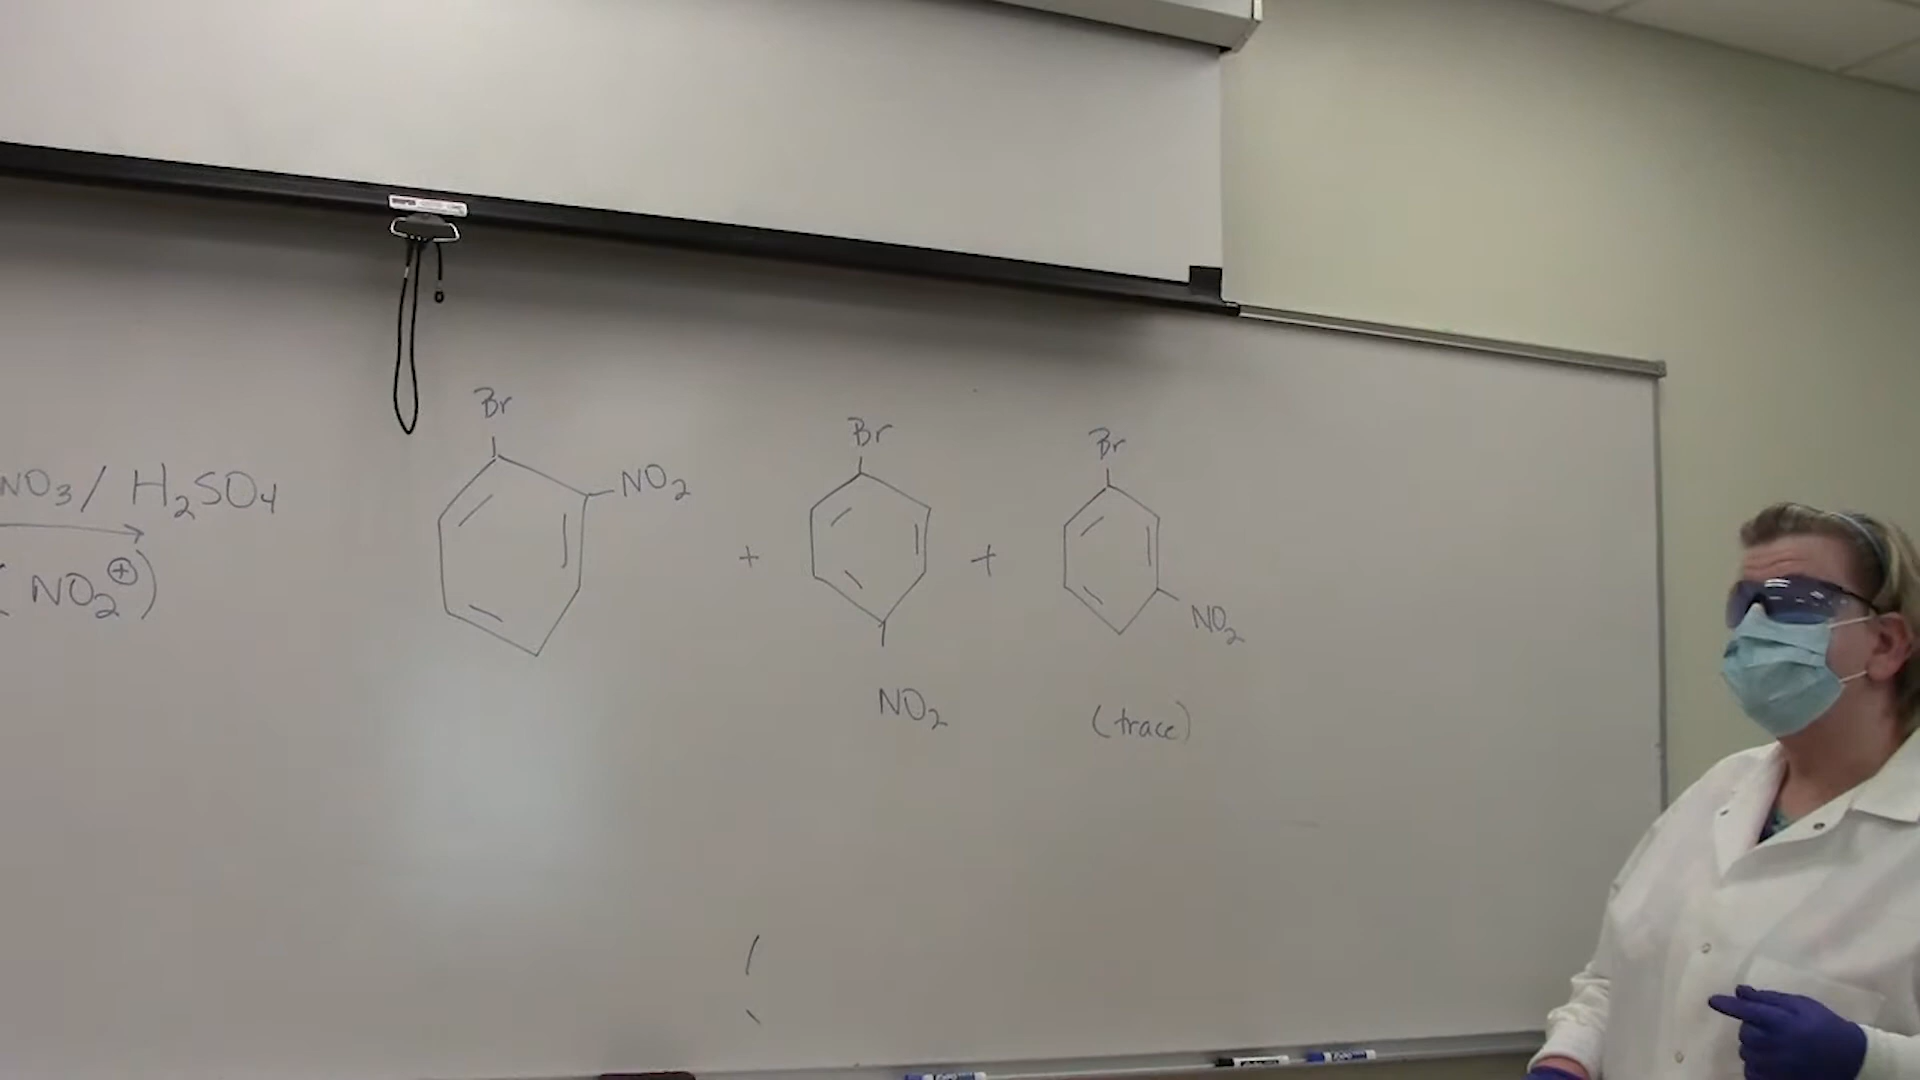 NO3/ H2SO4
( NO2⊕)
Br
NO2
+
Br
NO2
+
Br
NO2
(trace)